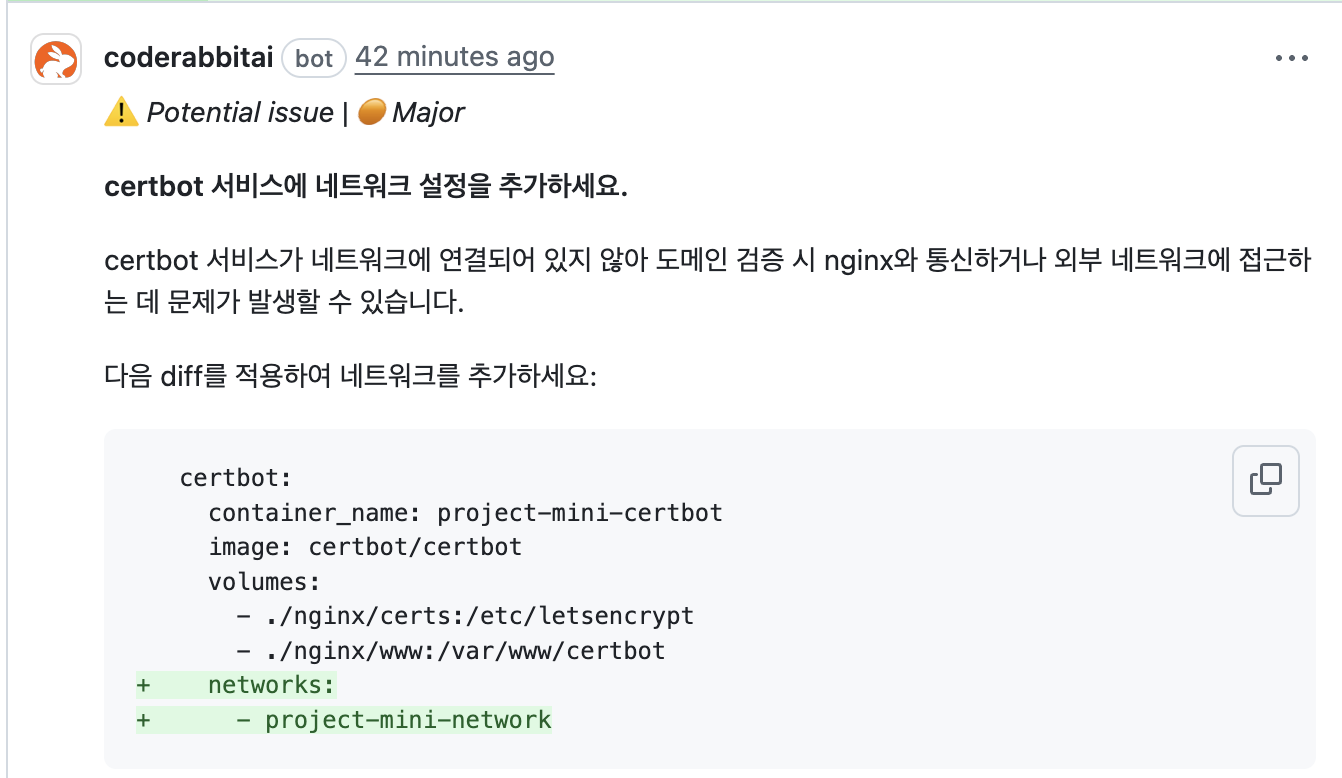 coderabbitai bot 42 minutes ago
Potential issue | Major
certbot 서비스에 네트워크 설정을 추가하세요.
certbot 서비스가 네트워크에 연결되어 있지 않아 도메인 검증 시 nginx와 통신하거나 외부 네트워크에 접근하
는 데 문제가 발생할 수 있습니다.
다음 diff를 적용하여 네트워크를 추가하세요:
certbot:
container_name: project-mini-certbot
image: certbot/certbot
volumes:
- ./nginx/certs:/etc/letsencrypt
- ./nginx/www:/var/www/certbot
+ networks:
+ - project-mini-network